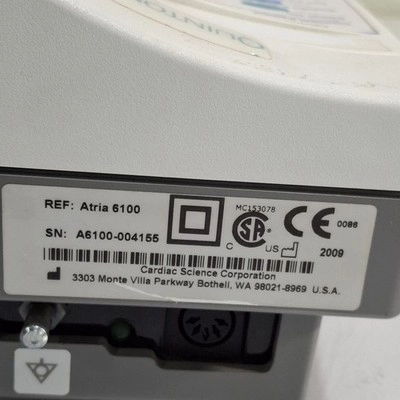 QUINTON
REF: Atria 6100
MC153078
0086
SN: A6100-004155
C US
2009
Cardiac Science Corporation
3303 Monte Villa Parkway Bothell, WA 98021-8969 U.S.A.